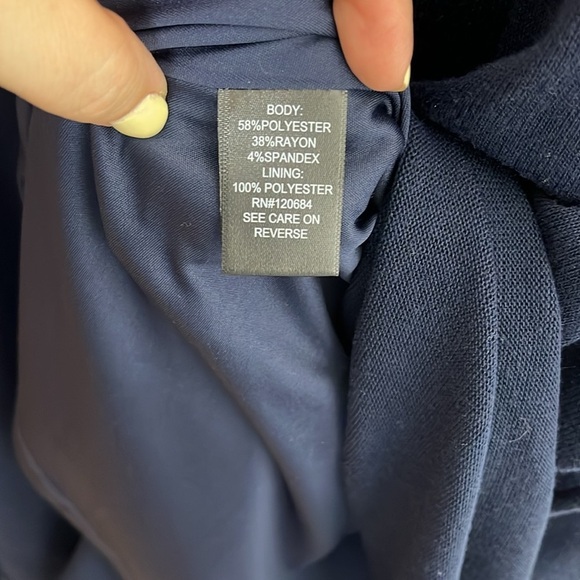 BODY:
58%POLYESTER
38%RAYON
4%SPANDEX
LINING:
100% POLYESTER
RN#120684
SEE CARE ON
REVERSE